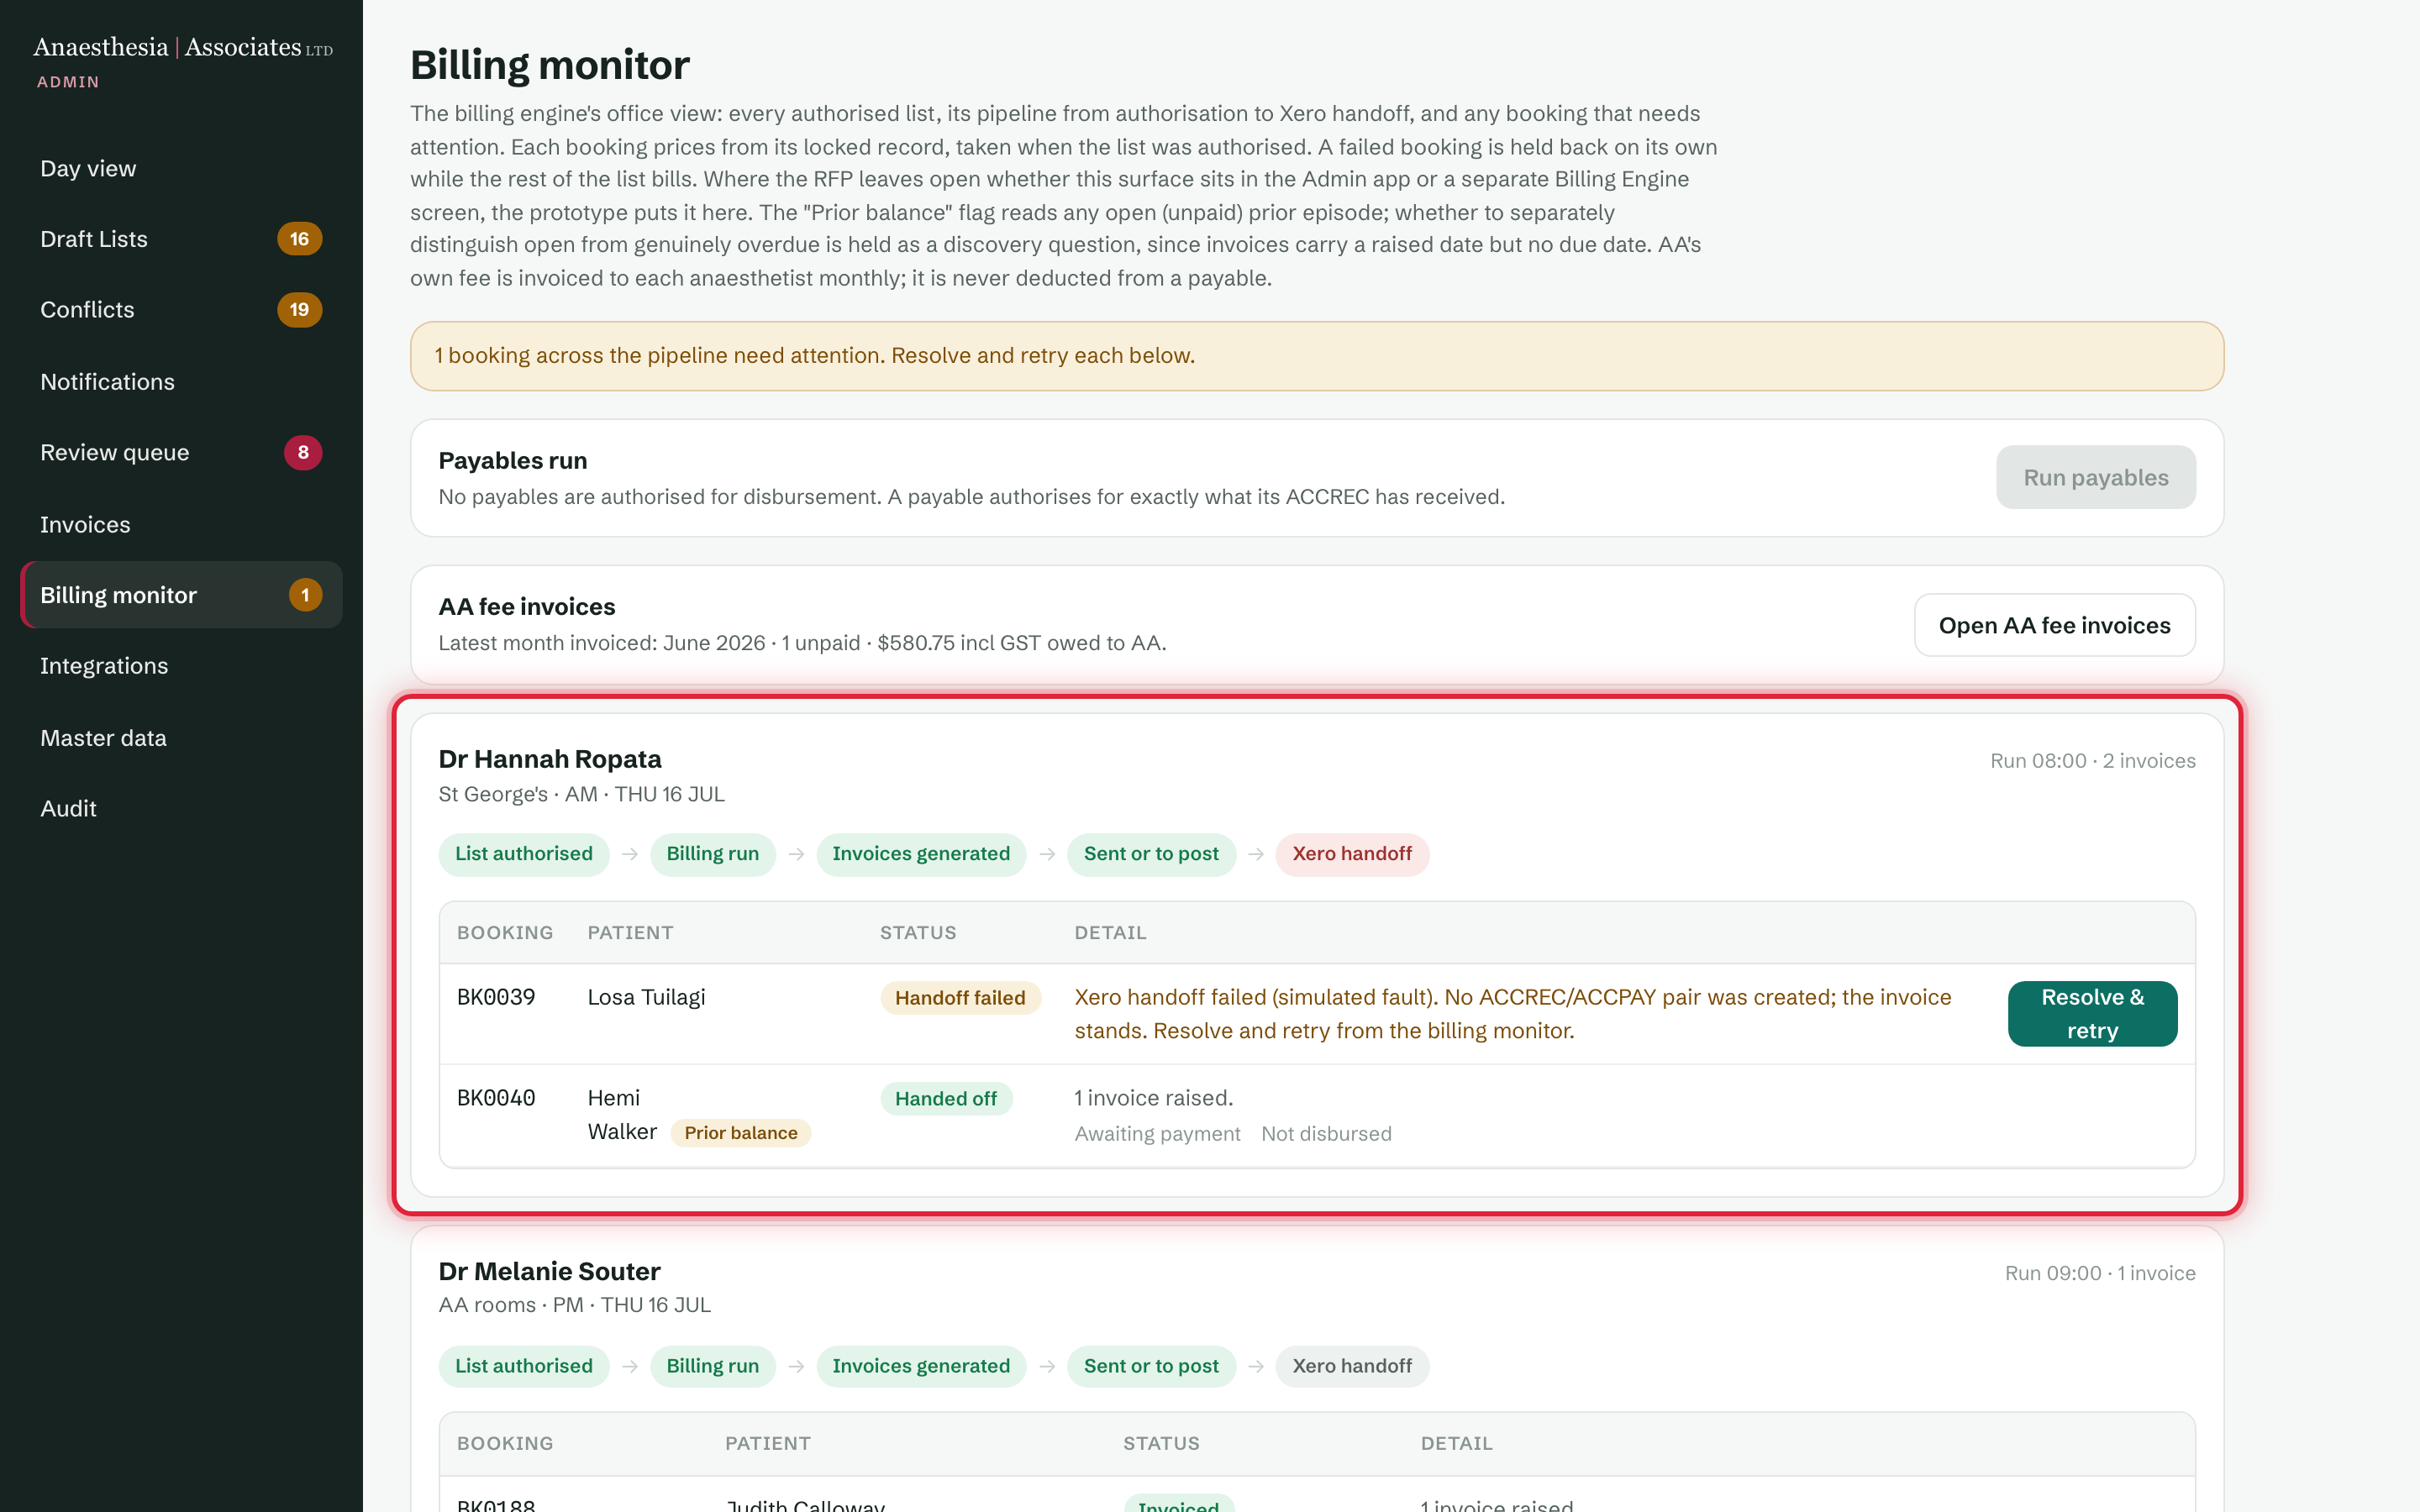 Anaesthesia | Associates LTD
ADMIN
Day view
Draft Lists 16
Conflicts 19
Notifications
Review queue 8
Invoices
Billing monitor 1
Integrations
Master data
Audit
Billing monitor
The billing engine's office view: every authorised list, its pipeline from authorisation to Xero handoff, and any booking that needs
attention. Each booking prices from its locked record, taken when the list was authorised. A failed booking is held back on its own
while the rest of the list bills. Where the RFP leaves open whether this surface sits in the Admin app or a separate Billing Engine
screen, the prototype puts it here. The "Prior balance" flag reads any open (unpaid) prior episode; whether to separately
distinguish open from genuinely overdue is held as a discovery question, since invoices carry a raised date but no due date. AA's
own fee is invoiced to each anaesthetist monthly; it is never deducted from a payable.
1 booking across the pipeline need attention. Resolve and retry each below.
Payables run
No payables are authorised for disbursement. A payable authorises for exactly what its ACCREC has received.
Run payables
AA fee invoices
Latest month invoiced: June 2026 · 1 unpaid · $580.75 incl GST owed to AA.
Open AA fee invoices
Dr Hannah Ropata
Run 08:00 · 2 invoices
St George's · AM · THU 16 JUL
List authorised → Billing run → Invoices generated → Sent or to post → Xero handoff
BOOKING PATIENT STATUS DETAIL
BK0039 Losa Tuilagi Handoff failed Xero handoff failed (simulated fault). No ACCREC/ACCPAY pair was created; the invoice
stands. Resolve and retry from the billing monitor.
Resolve &
retry
BK0040 Hemi
Walker Prior balance
Handed off 1 invoice raised.
Awaiting payment Not disbursed
Dr Melanie Souter
Run 09:00 · 1 invoice
AA rooms · PM · THU 16 JUL
List authorised → Billing run → Invoices generated → Sent or to post → Xero handoff
BOOKING PATIENT STATUS DETAIL
BK0188 Judith Calloway Invoiced 1 invoice raised